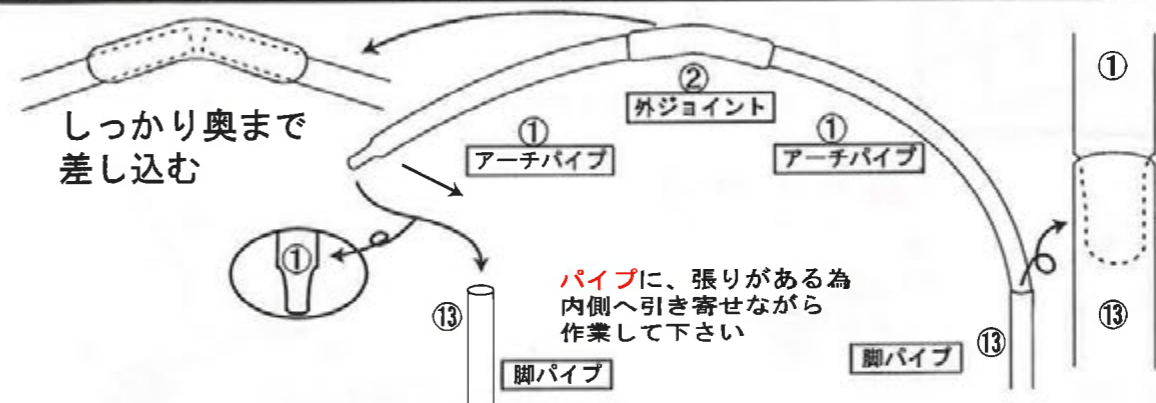 しっかり奥まで
差し込む
②
外ジョイント
①
アーチパイプ
①
アーチパイプ
①
①
パイプに、張りがある為
内側へ引き寄せながら
作業して下さい
⑬
脚パイプ
⑬
脚パイプ
⑬